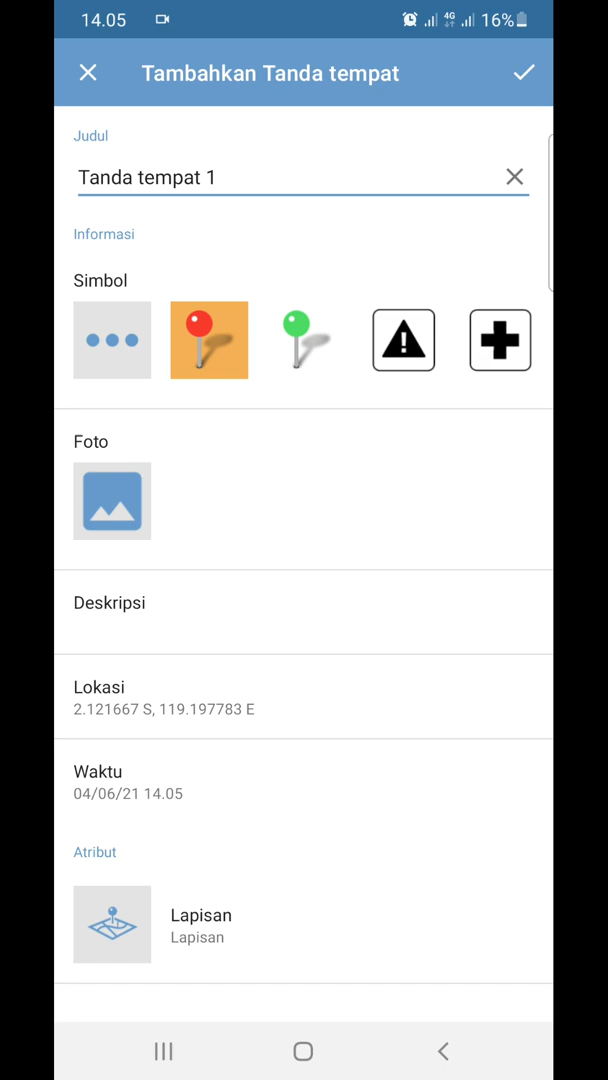 14.05
4G
16%
Tambahkan Tanda tempat
Judul
Tanda tempat 1
Informasi
Simbol
Foto
Deskripsi
Lokasi
2.121667 S, 119.197783 E
Waktu
04/06/21 14.05
Atribut
Lapisan
Lapisan